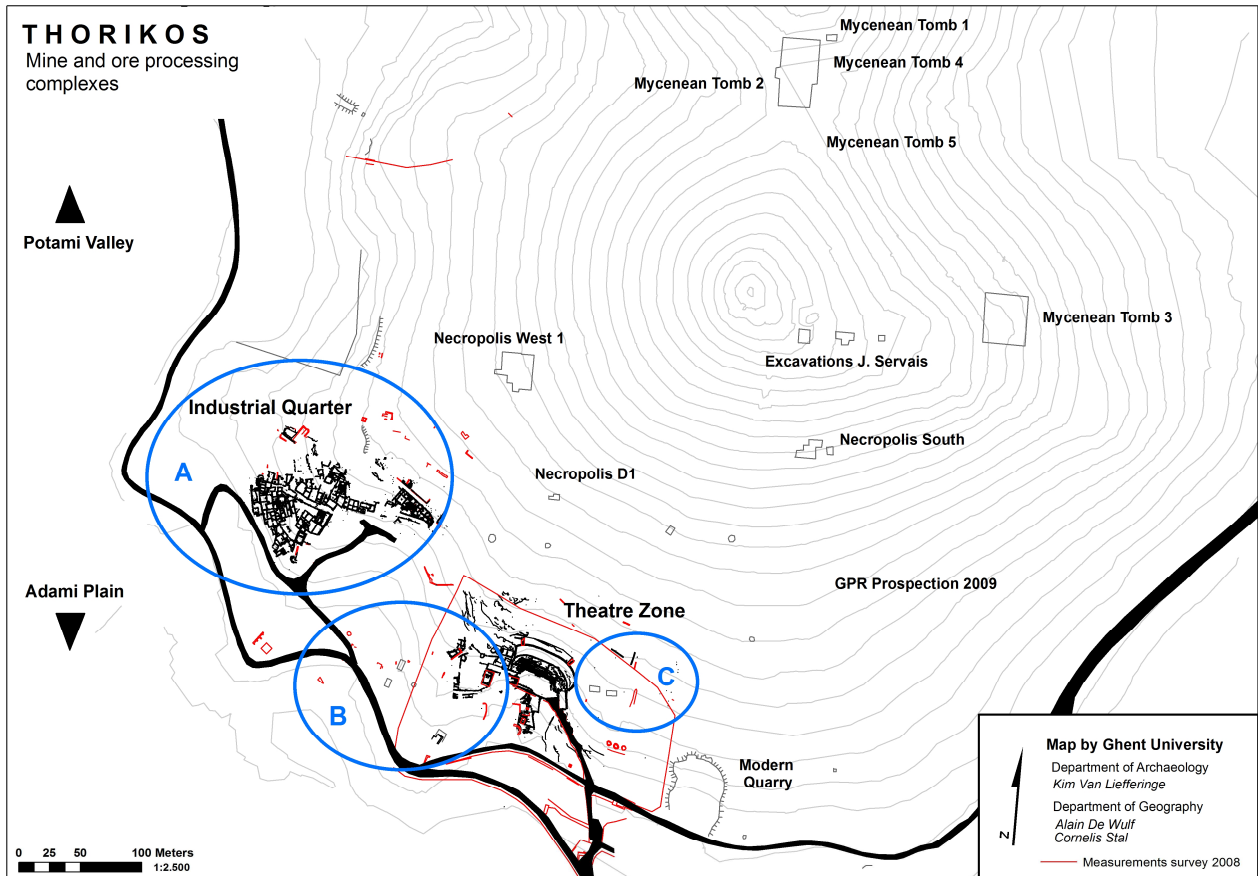 THORIKOS
Mine and ore processing
complexes
Mycenean Tomb 1
Mycenean Tomb 4
Mycenean Tomb 2
Mycenean Tomb 5
Potami Valley
Mycenean Tomb 3
Necropolis West 1
Excavations J. Servais
Industrial Quarter
Necropolis South
A
Necropolis D1
Adami Plain
GPR Prospection 2009
Theatre Zone
C
B
Modern
Quarry
Map by Ghent University
Department of Archaeology
Kim Van Liefferinge
Department of Geography
Alain De Wulf
Cornelis Stal
N
Measurements survey 2008
0 25 50 100 Meters
1:2.500